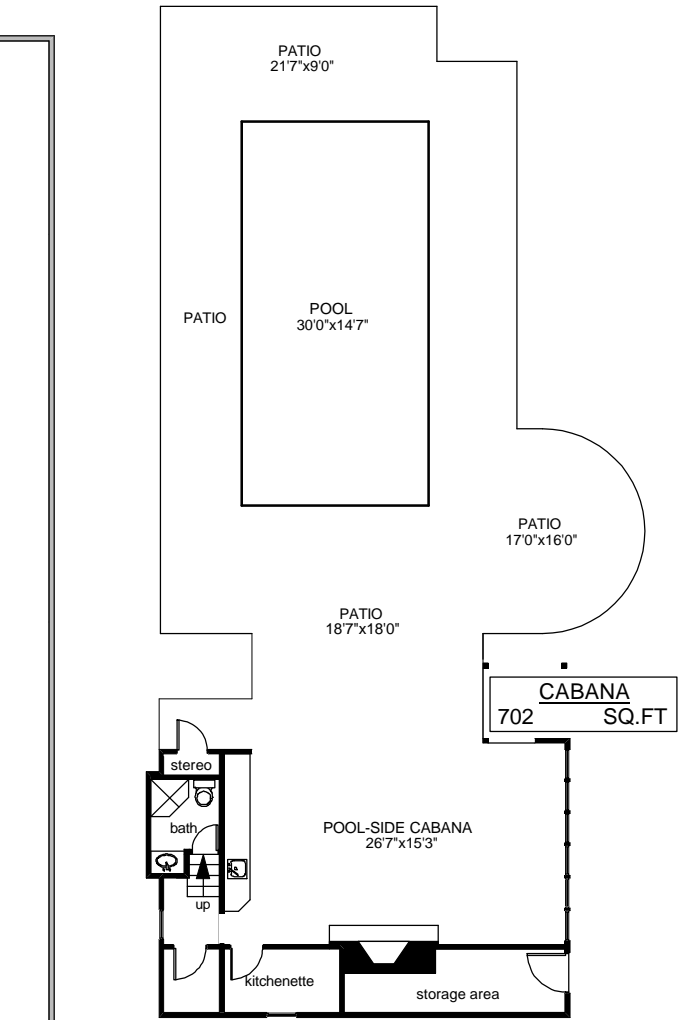 PATIO
21'7"x9'0"
PATIO
POOL
30'0"x14'7"
PATIO
17'0"x16'0"
PATIO
18'7"x18'0"
CABANA
702 SQ.FT
stereo
bath
POOL-SIDE CABANA
26'7"x15'3"
up
kitchenette
storage area